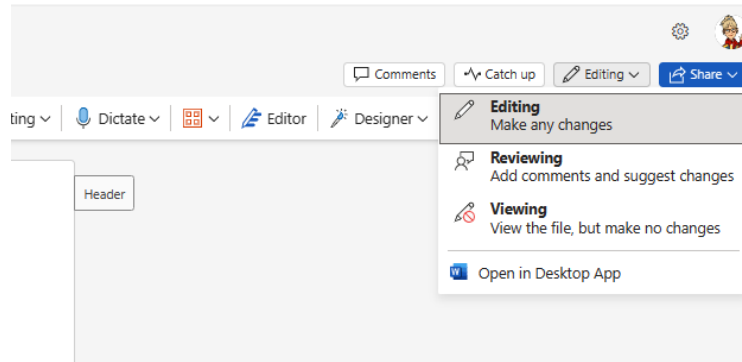 Comments Catch up Editing Share
ting Dictate Editor Designer
Editing
Make any changes
Reviewing
Add comments and suggest changes
Header
Viewing
View the file, but make no changes
Open in Desktop App